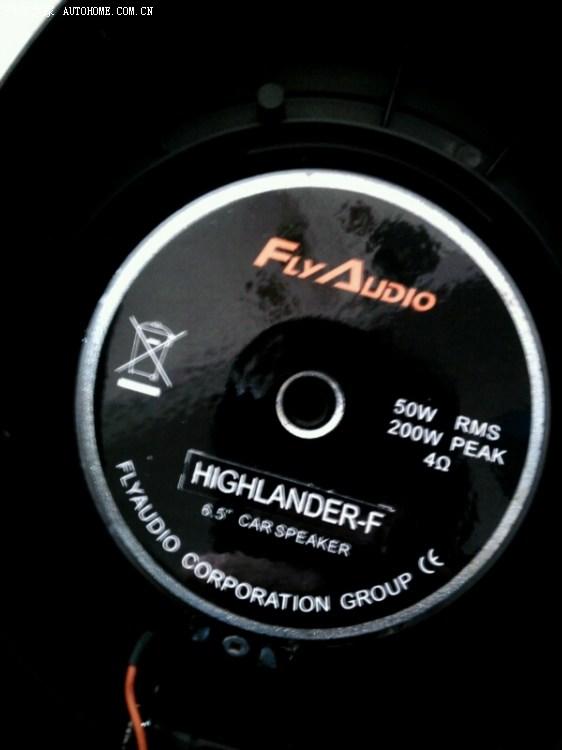 AUTOHOME.COM.CN
FLYAUDIO
50W RMS
200W PEAK
4Ω
HIGHLANDER-F
6.5" CAR SPEAKER
FLYAUDIO CORPORATION GROUP CE